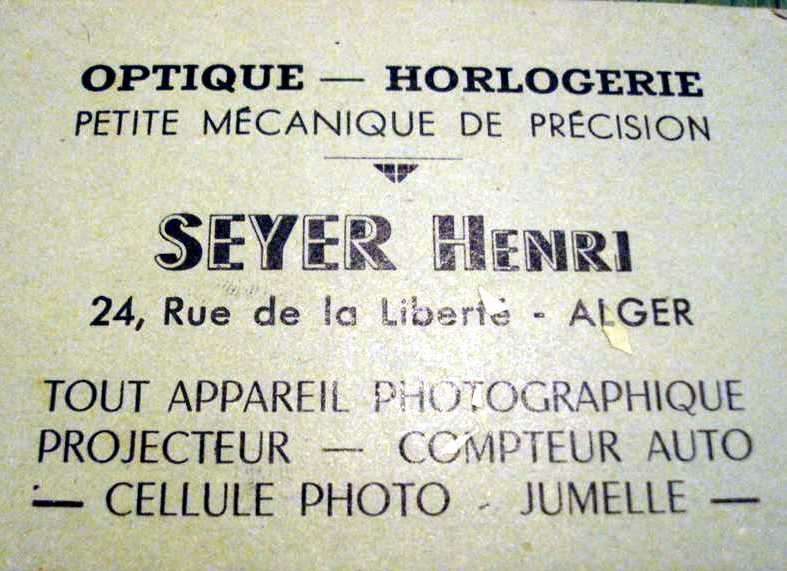 OPTIQUE — HORLOGERIE
PETITE MÉCANIQUE DE PRÉCISION
SEYER HENRI
24, Rue de la Liberté - ALGER
TOUT APPAREIL PHOTOGRAPHIQUE
PROJECTEUR — COMPTEUR AUTO
— CELLULE PHOTO - JUMELLE —